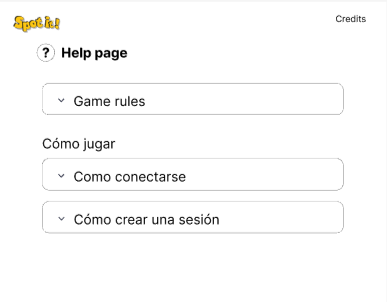 Spot it!
Credits
? Help page
Game rules
Cómo jugar
Como conectarse
Cómo crear una sesión